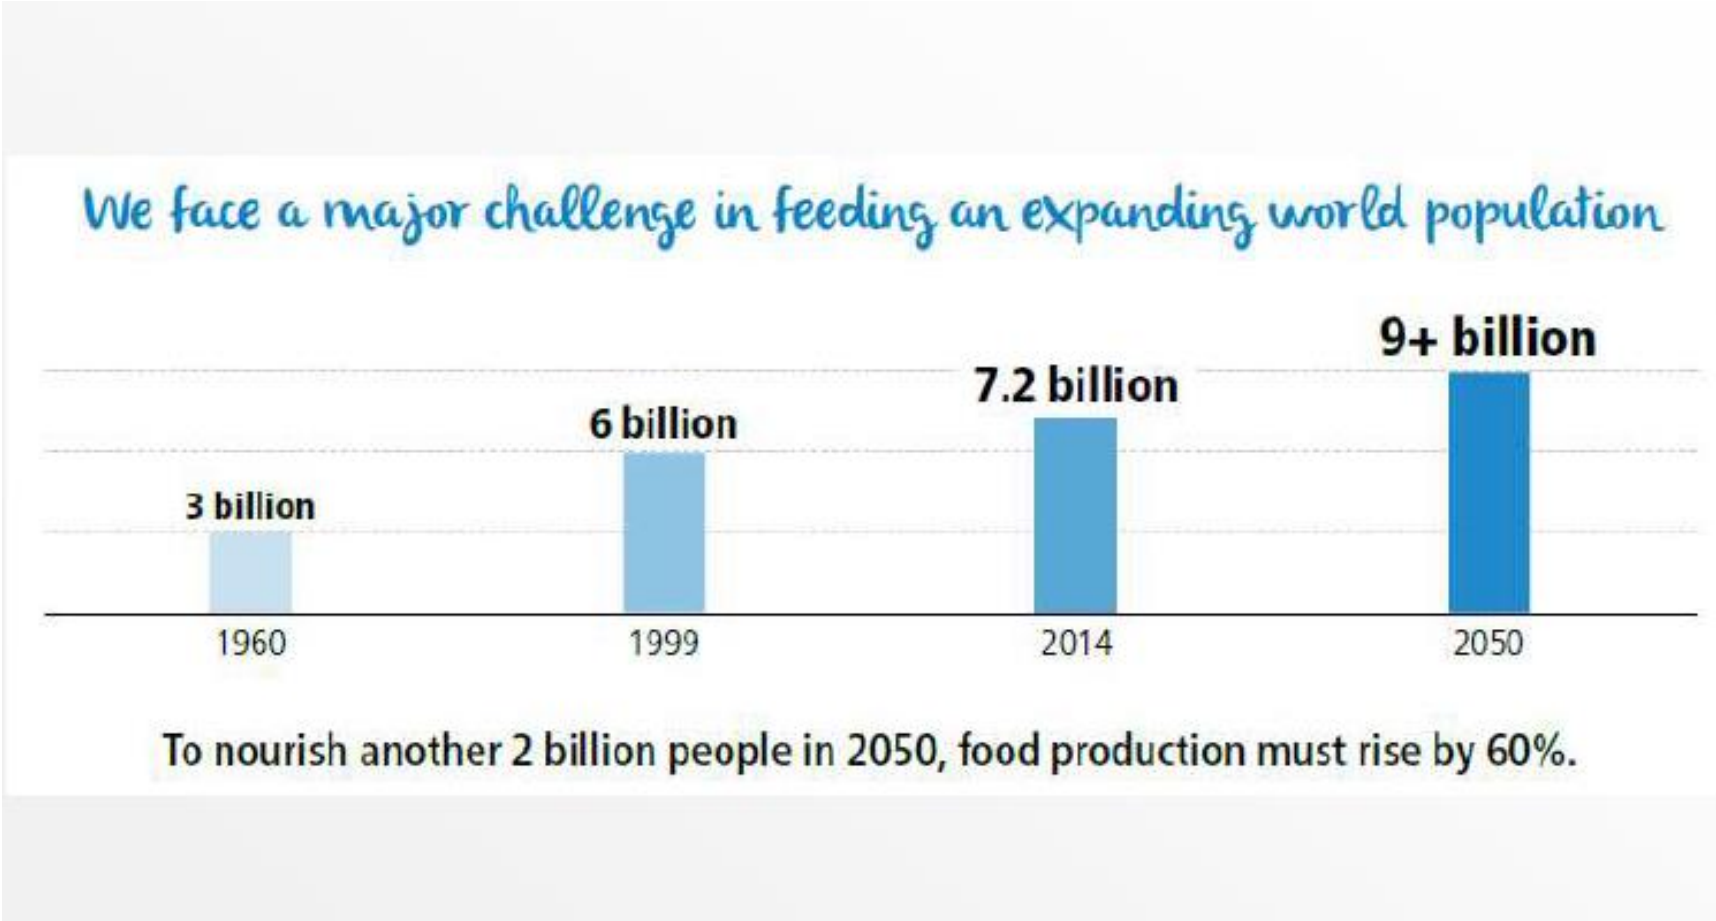 We face a major challenge in feeding an expanding world population
9+ billion
7.2 billion
6 billion
3 billion
1960 1999 2014 2050
To nourish another 2 billion people in 2050, food production must rise by 60%.